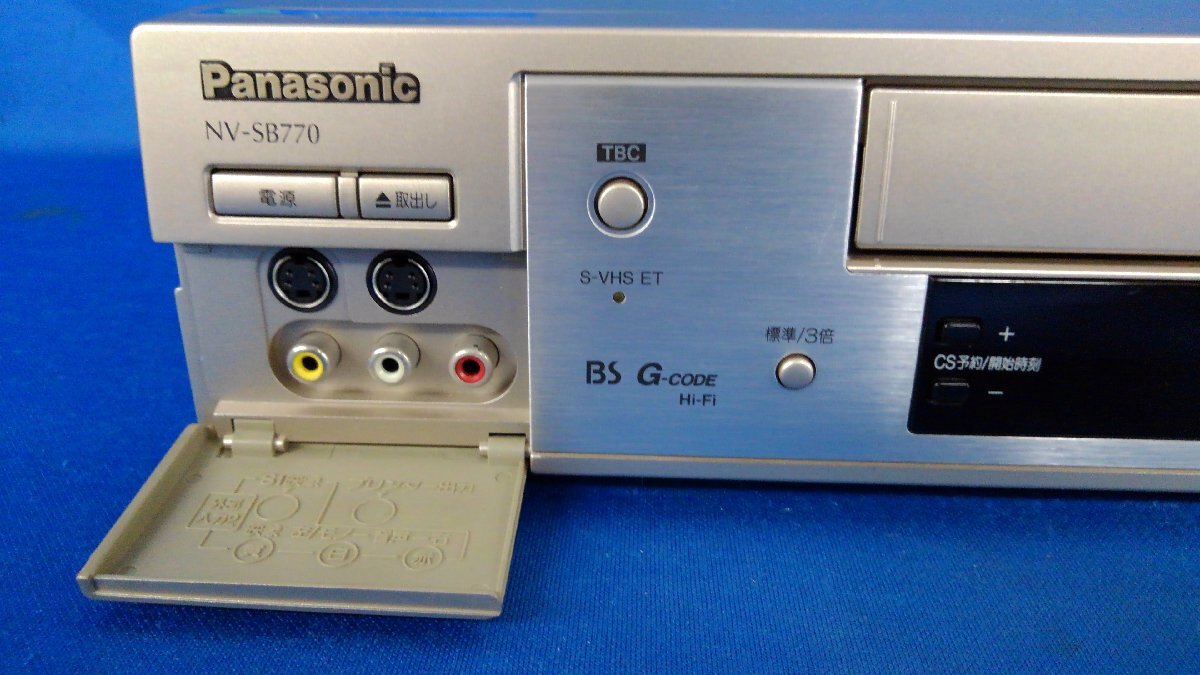 Panasonic
NV-SB770
電源
取出し
TBC
S-VHS ET
標準/3倍
BS G-CODE
Hi-Fi
+
CS予約/開始時刻
−